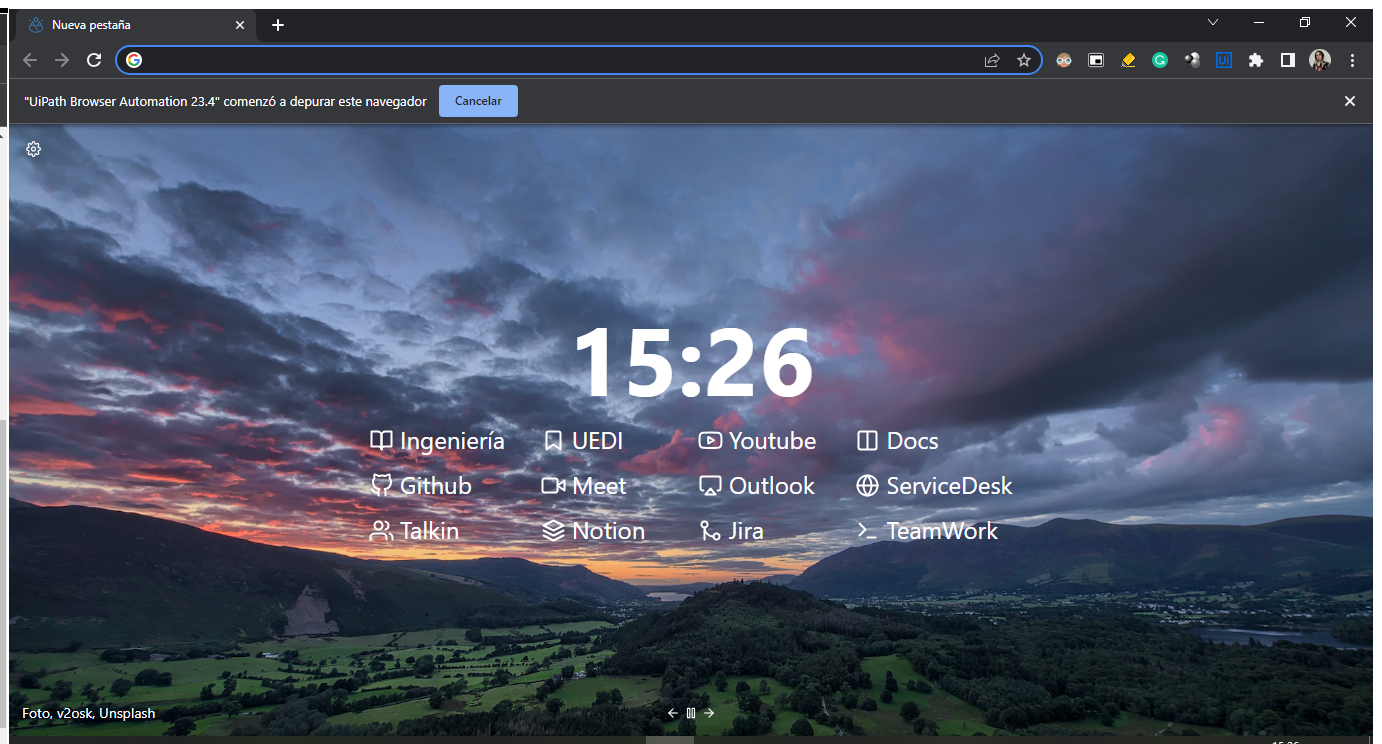 Nueva pestaña
"UiPath Browser Automation 23.4" comenzó a depurar este navegador
Cancelar
15:26
Ingeniería
UEDI
Youtube
Docs
Github
Meet
Outlook
ServiceDesk
Talkin
Notion
Jira
TeamWork
Foto, v2osk, Unsplash